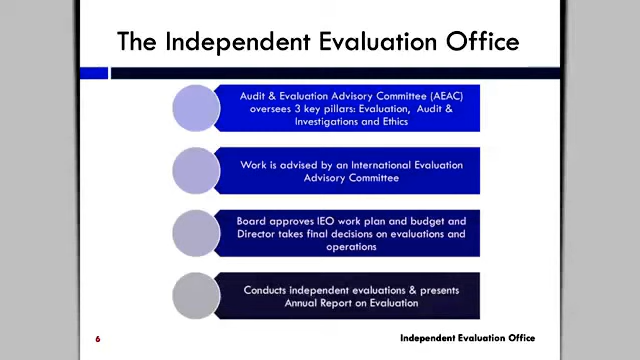 The Independent Evaluation Office
Audit & Evaluation Advisory Committee (AEAC)
oversees 3 key pillars: Evaluation, Audit &
Investigations and Ethics
Work is advised by an International Evaluation
Advisory Committee
Board approves IEO work plan and budget and
Director takes final decisions on evaluations and
operations
Conducts independent evaluations & presents
Annual Report on Evaluation
6
Independent Evaluation Office